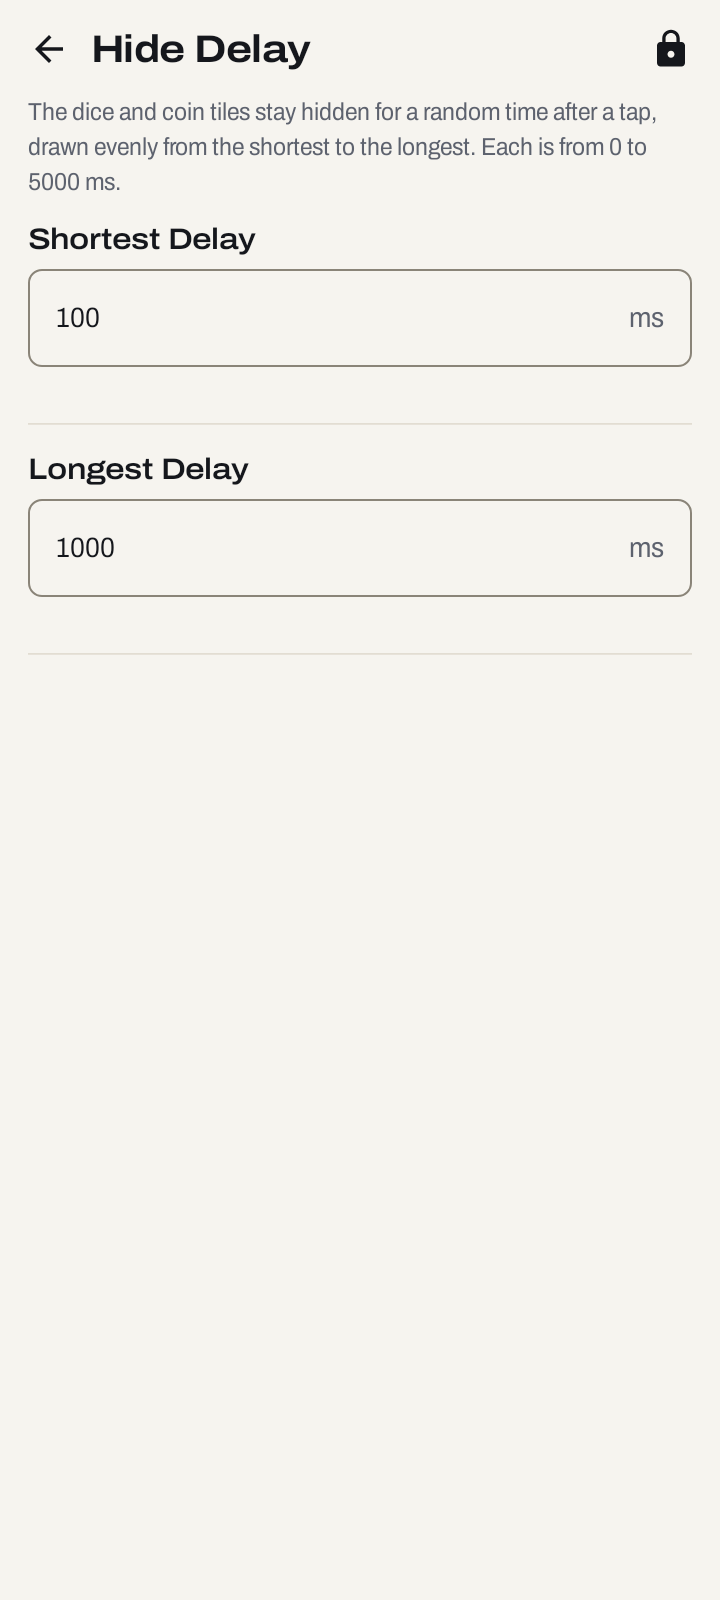 Hide Delay
The dice and coin tiles stay hidden for a random time after a tap,
drawn evenly from the shortest to the longest. Each is from 0 to
5000 ms.
Shortest Delay
100 ms
Longest Delay
1000 ms